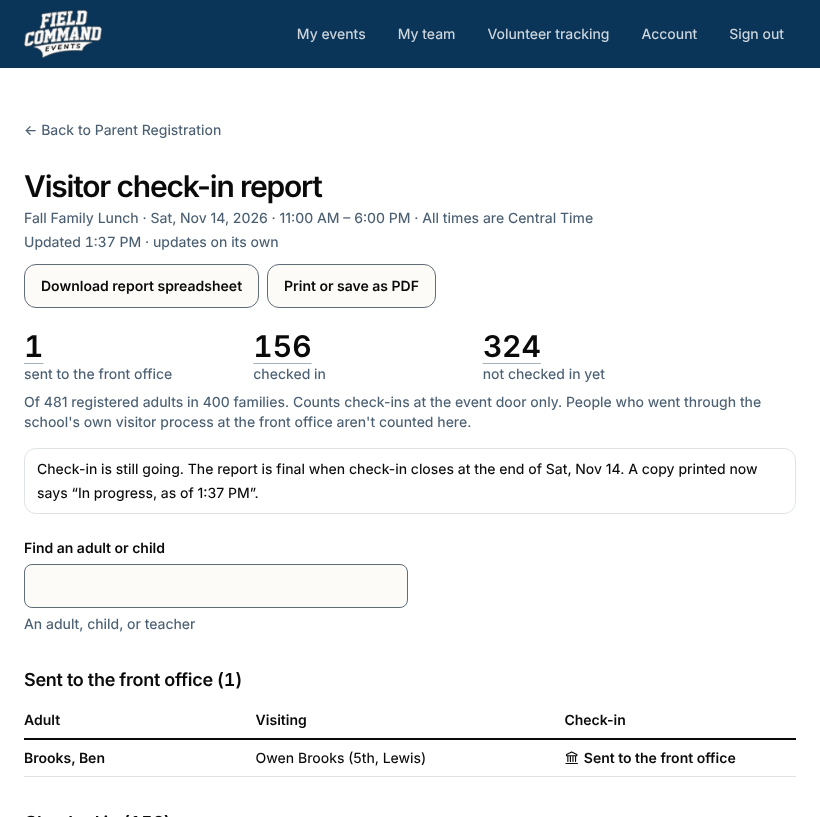 FIELD
COMMAND
EVENTS
My events
My team
Volunteer tracking
Account
Sign out
← Back to Parent Registration
Visitor check-in report
Fall Family Lunch · Sat, Nov 14, 2026 · 11:00 AM – 6:00 PM · All times are Central Time
Updated 1:37 PM · updates on its own
Download report spreadsheet
Print or save as PDF
1
sent to the front office
156
checked in
324
not checked in yet
Of 481 registered adults in 400 families. Counts check-ins at the event door only. People who went through the
school's own visitor process at the front office aren't counted here.
Check-in is still going. The report is final when check-in closes at the end of Sat, Nov 14. A copy printed now
says “In progress, as of 1:37 PM”.
Find an adult or child
An adult, child, or teacher
Sent to the front office (1)
Adult Visiting Check-in
Brooks, Ben Owen Brooks (5th, Lewis) Sent to the front office